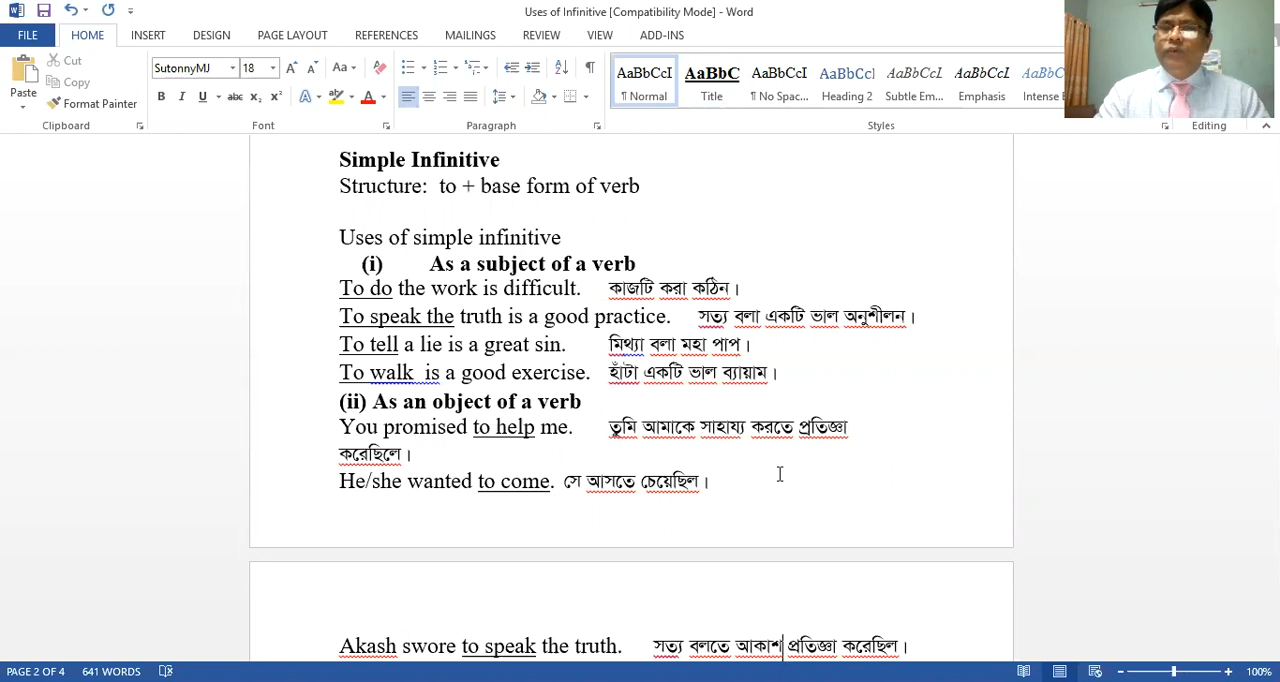 Uses of Infinitive [Compatibility Mode] - Word
FILE HOME INSERT DESIGN PAGE LAYOUT REFERENCES MAILINGS REVIEW VIEW ADD-INS
Paste
Cut
Copy
Format Painter
SutonnyMJ 18
AaBbCcI AaBbC AaBbCcI AaBbCcI AaBbCcI AaBbCcI AaBbC
¶ Normal Title ¶ No Spac... Heading 2 Subtle Em... Emphasis Intense E
Clipboard Font Paragraph Styles Editing
Simple Infinitive
Structure: to + base form of verb
Uses of simple infinitive
(i) As a subject of a verb
To do the work is difficult. কাজটি করা কঠিন।
To speak the truth is a good practice. সত্য বলা একটি ভাল অনুশীলন।
To tell a lie is a great sin. মিথ্যা বলা মহা পাপ।
To walk is a good exercise. হাঁটা একটি ভাল ব্যায়াম।
(ii) As an object of a verb
You promised to help me. তুমি আমাকে সাহায্য করতে প্রতিজ্ঞা
করেছিলে।
He/she wanted to come. সে আসতে চেয়েছিল।
Akash swore to speak the truth. সত্য বলতে আকাশ প্রতিজ্ঞা করেছিল।
PAGE 2 OF 4 641 WORDS 100%